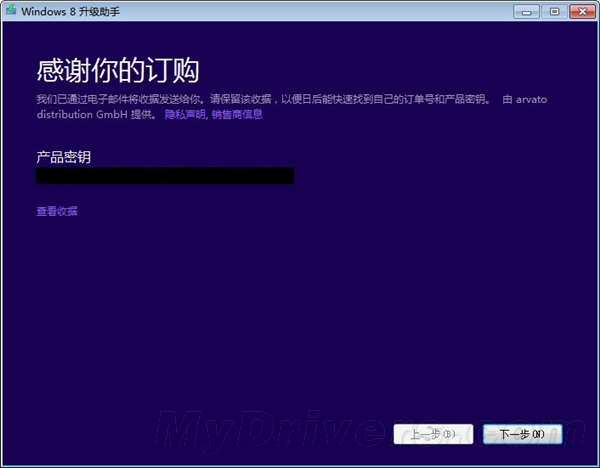 Windows 8 升级助手
感谢你的订购
我们已通过电子邮件将收据发送给你。请保留该收据，以便日后能快速找到自己的订单号和产品密钥。 由 arvato
distribution GmbH 提供。 隐私声明, 销售商信息
产品密钥
查看收据
上一步(B) 下一步(N)
MyDrivers.com